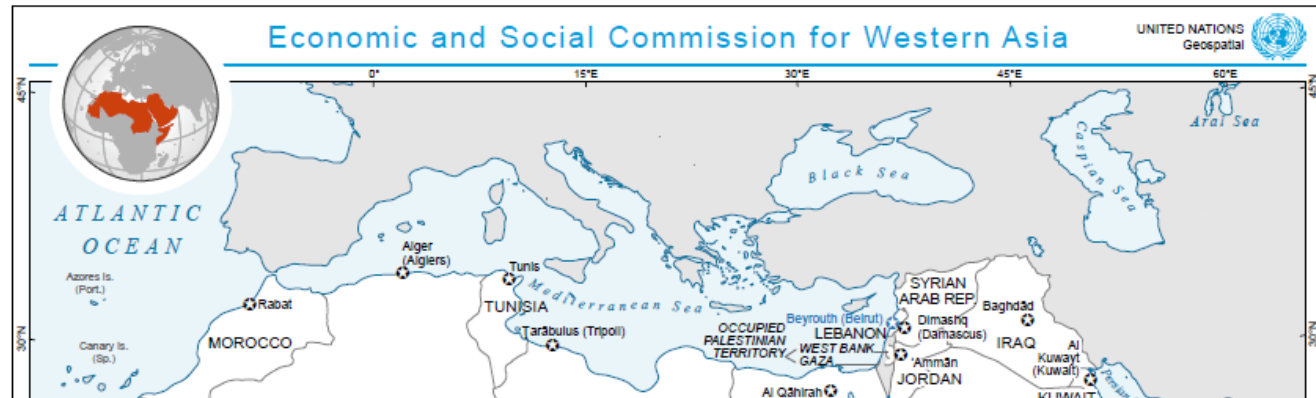 Economic and Social Commission for Western Asia
UNITED NATIONS
Geospatial
0°
15°E
30°E
45°E
60°E
45°N
45°N
Aral Sea
Caspian Sea
Black Sea
ATLANTIC
OCEAN
Azores Is.
(Port.)
Alger
(Algiers)
Tunis
Mediterranean Sea
TUNISIA
SYRIAN
ARAB REP.
Rabat
Baghdād
Beyrouth (Beirut)
LEBANON
Dimashq
(Damascus)
OCCUPIED
PALESTINIAN
TERRITORY
WEST BANK
GAZA
Ţarābulus (Tripoli)
MOROCCO
IRAQ
30°N
30°N
Canary Is.
(Sp.)
Al
Kuwayt
(Kuwait)
'Ammān
JORDAN
Al Qāhirah
KUWAIT
Persian